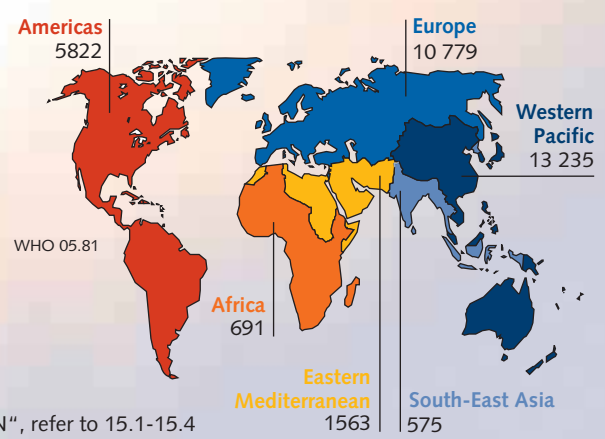 Americas
5822
Europe
10 779
Western
Pacific
13 235
WHO 05.81
Africa
691
Eastern
Mediterranean
1563
South-East Asia
575
N“, refer to 15.1-15.4